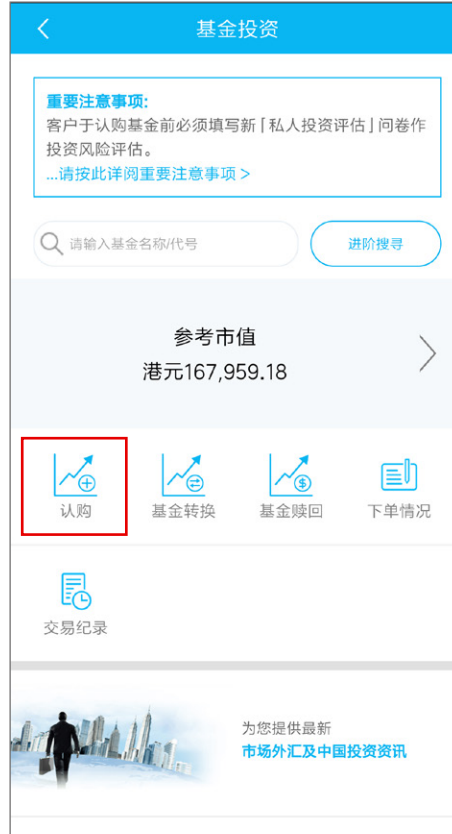 基金投资
重要注意事项:
客户于认购基金前必须填写新「私人投资评估」问卷作
投资风险评估。
...请按此详阅重要注意事项 >
请输入基金名称/代号
进阶搜寻
参考市值
港元167,959.18
认购
基金转换
基金赎回
下单情况
交易纪录
为您提供最新
市场外汇及中国投资资讯